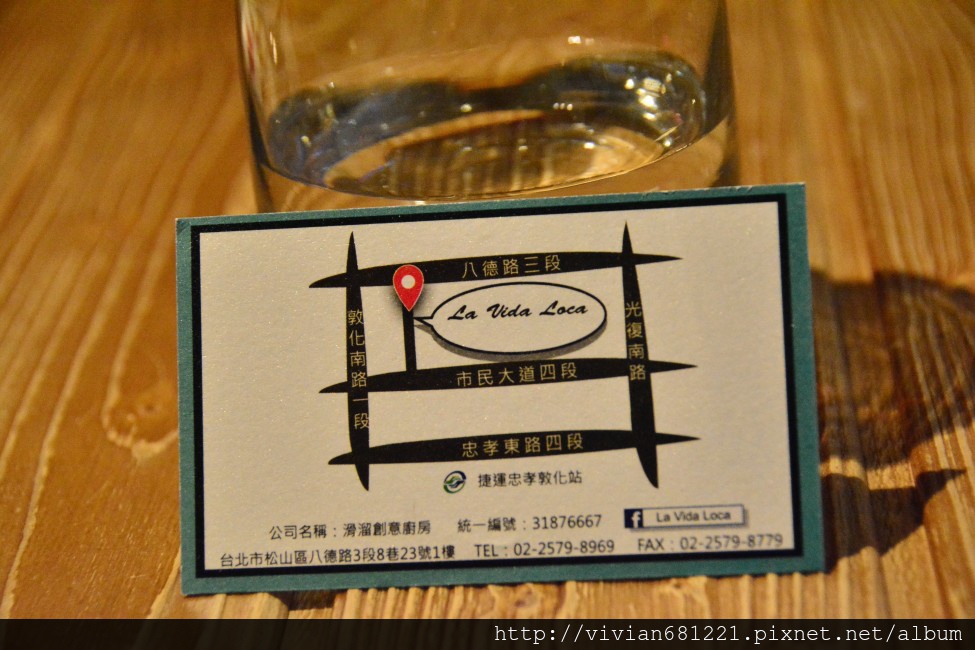 八德路三段
La Vida Loca
敦化南路一段
光復南路
市民大道四段
忠孝東路四段
捷運忠孝敦化站
公司名稱：滑溜創意廚房 統一編號：31876667 f La Vida Loca
台北市松山區八德路3段8巷23號1樓 TEL：02-2579-8969 FAX：02-2579-8779
http://vivian681221.pixnet.net/album